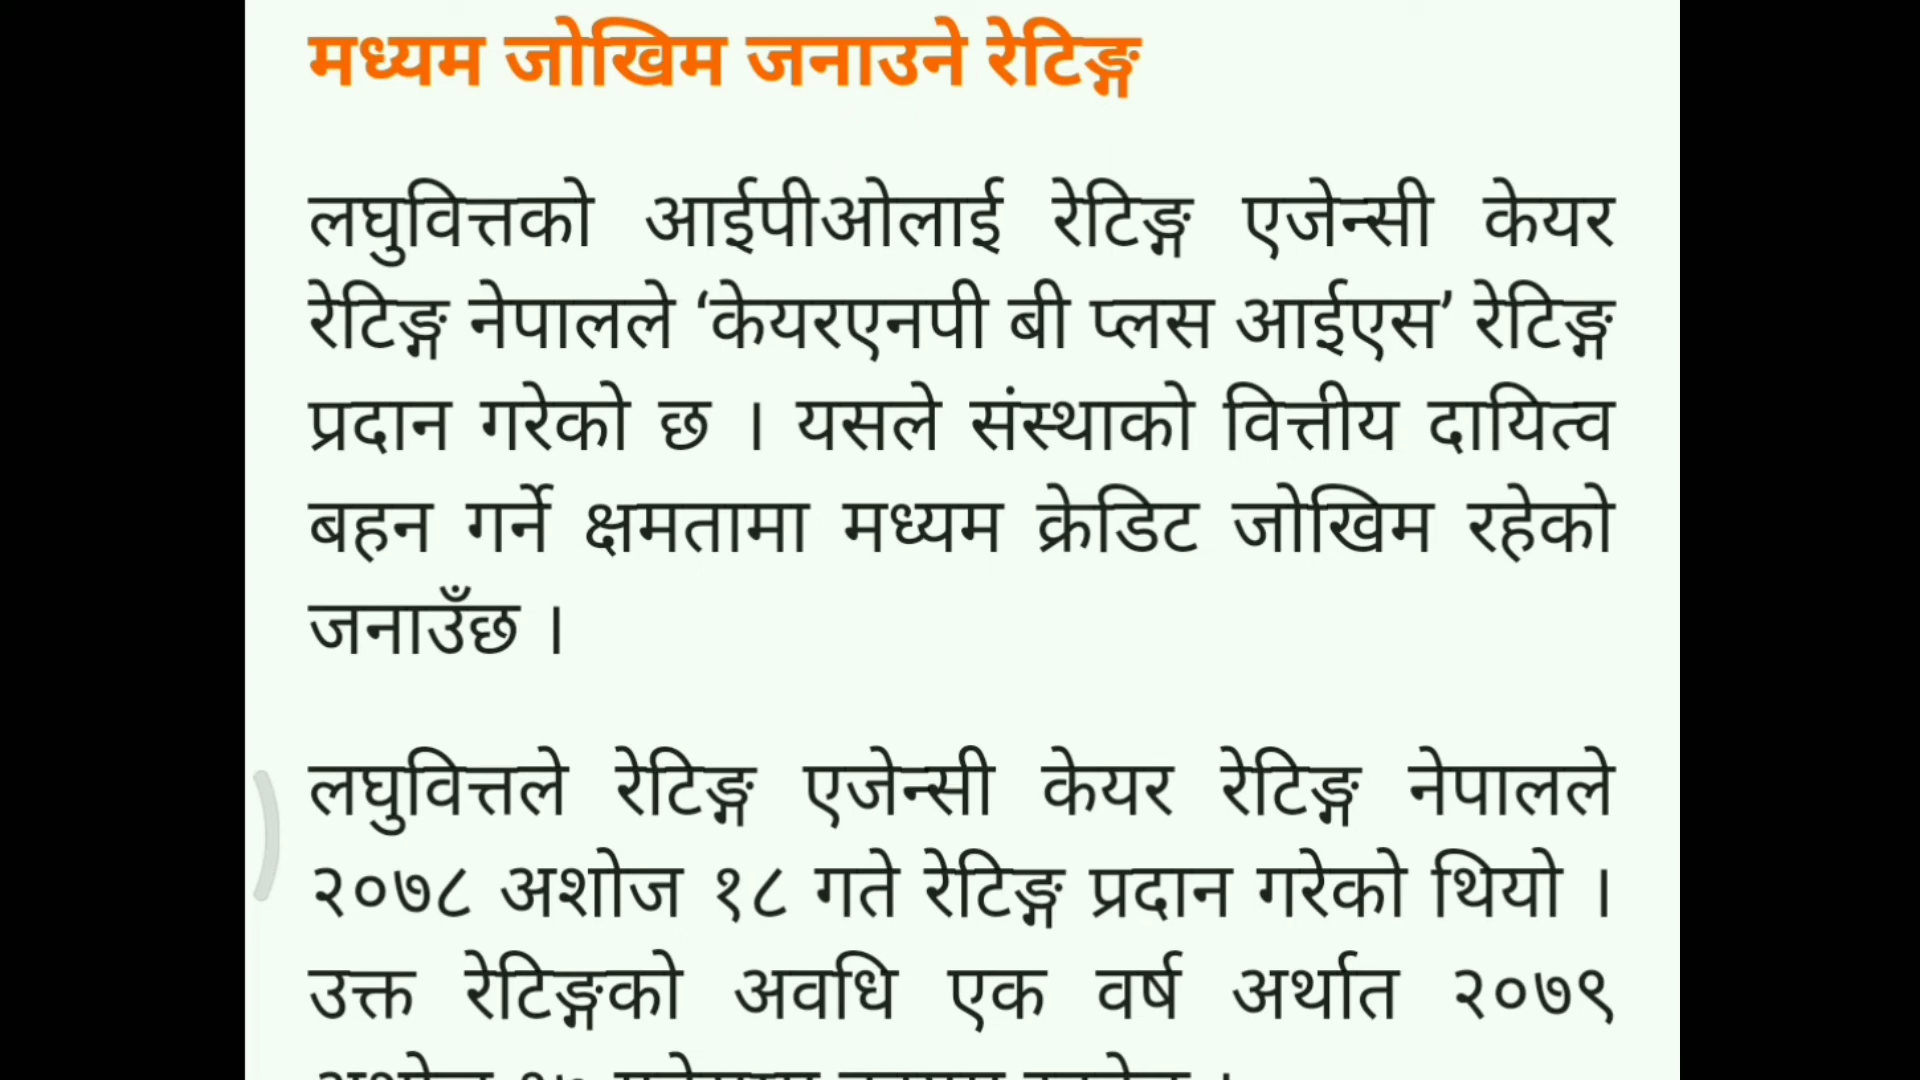 मध्यम जोखिम जनाउने रेटिङ्ग
लघुवित्तको आईपीओलाई रेटिङ्ग एजेन्सी केयर
रेटिङ्ग नेपालले ‘केयरएनपी बी प्लस आईएस’ रेटिङ्ग
प्रदान गरेको छ । यसले संस्थाको वित्तीय दायित्व
बहन गर्ने क्षमतामा मध्यम क्रेडिट जोखिम रहेको
जनाउँछ ।
लघुवित्तले रेटिङ्ग एजेन्सी केयर रेटिङ्ग नेपालले
२०७८ अशोज १८ गते रेटिङ्ग प्रदान गरेको थियो ।
उक्त रेटिङ्गको अवधि एक वर्ष अर्थात २०७९